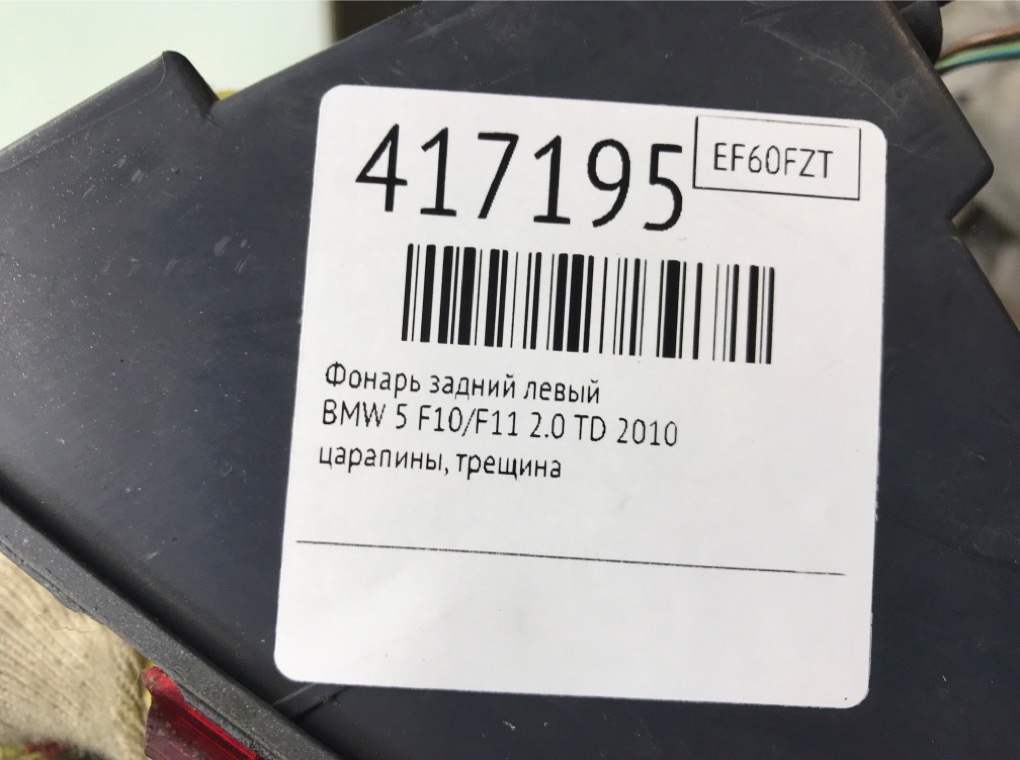 417195
EF60FZT
Фонарь задний левый
BMW 5 F10/F11 2.0 TD 2010
царапины, трещина